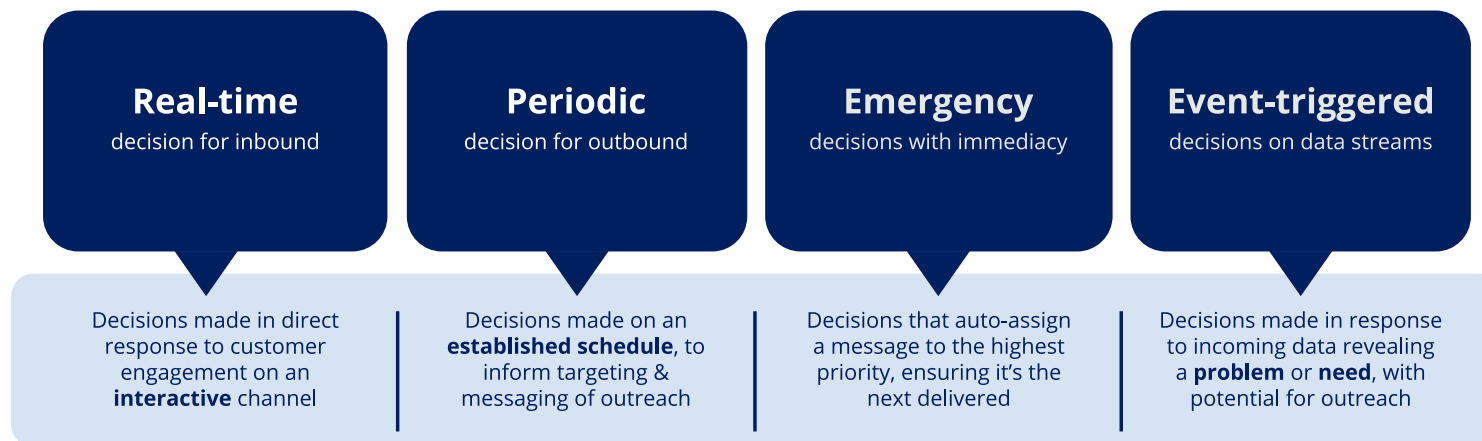 Real-time
decision for inbound
Decisions made in direct
response to customer
engagement on an
interactive channel
Periodic
decision for outbound
Decisions made on an
established schedule, to
inform targeting &
messaging of outreach
Emergency
decisions with immediacy
Decisions that auto-assign
a message to the highest
priority, ensuring it’s the
next delivered
Event-triggered
decisions on data streams
Decisions made in response
to incoming data revealing
a problem or need, with
potential for outreach